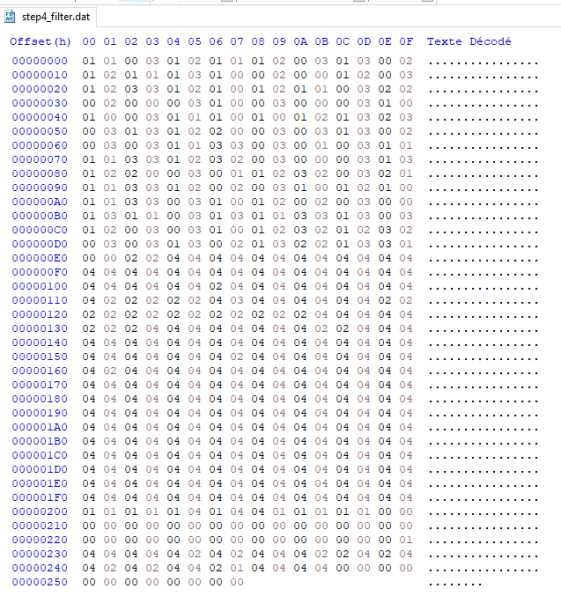 step4_filter.dat
Offset(h) 00 01 02 03 04 05 06 07 08 09 0A 0B 0C 0D 0E 0F Texte Décodé
00000000 01 01 00 03 01 02 01 01 01 02 00 03 01 03 00 02 ................
00000010 01 02 01 01 01 03 01 00 00 02 00 00 01 02 00 03 ................
00000020 01 02 03 03 01 02 01 00 01 02 01 01 00 03 02 02 ................
00000030 00 02 00 00 00 03 01 00 01 03 01 00 00 03 01 00 ................
00000040 01 00 00 03 01 01 01 00 01 00 01 02 01 03 02 03 ................
00000050 00 03 01 03 01 02 02 00 00 03 00 03 01 03 00 02 ................
00000060 00 03 00 03 01 01 03 03 00 03 00 01 00 03 01 01 ................
00000070 01 01 03 03 01 02 03 02 00 03 00 00 00 00 01 03 ................
00000080 01 02 02 00 00 03 00 01 01 02 03 02 00 03 02 01 ................
00000090 01 01 03 03 01 02 00 02 00 03 01 00 01 02 01 00 ................
000000A0 01 01 03 03 00 03 01 00 01 02 00 02 00 03 00 00 ................
000000B0 01 03 01 01 00 03 01 03 01 01 03 03 01 03 00 03 ................
000000C0 01 02 00 03 00 03 01 00 01 02 03 02 01 02 03 02 ................
000000D0 00 03 00 03 01 03 00 02 01 03 02 02 01 03 03 01 ................
000000E0 00 00 02 02 04 04 04 04 04 04 04 04 04 04 04 04 ................
000000F0 04 04 04 04 04 04 04 04 04 04 04 04 04 04 04 04 ................
00000100 04 04 04 04 04 04 02 04 04 04 04 04 04 04 04 04 ................
00000110 04 02 02 02 02 02 04 03 04 04 04 04 04 04 02 02 ................
00000120 02 02 02 02 02 02 02 02 02 02 02 04 04 04 04 04 ................
00000130 02 02 02 04 04 04 04 04 04 04 04 02 02 04 04 04 ................
00000140 04 04 04 04 04 04 04 04 04 04 04 04 04 04 04 04 ................
00000150 04 04 04 04 04 04 04 02 04 04 04 04 04 04 04 04 ................
00000160 04 02 04 04 04 04 04 04 04 04 04 04 04 04 04 04 ................
00000170 04 04 04 04 04 04 04 04 04 04 04 04 04 04 04 04 ................
00000180 04 04 04 04 04 04 04 04 04 04 04 04 04 04 04 04 ................
00000190 04 04 04 04 04 04 04 04 04 04 04 04 04 04 04 04 ................
000001A0 04 04 04 04 04 04 04 04 04 04 04 04 04 04 04 04 ................
000001B0 04 04 04 04 04 04 04 04 04 04 04 04 04 04 04 04 ................
000001C0 04 04 04 04 04 04 04 04 04 04 04 04 04 04 04 04 ................
000001D0 04 04 04 04 04 04 04 04 04 04 04 04 04 04 04 04 ................
000001E0 04 04 04 04 04 04 04 04 04 04 04 04 04 04 04 04 ................
000001F0 04 04 04 04 04 04 04 04 04 04 04 04 04 04 04 04 ................
00000200 01 01 01 01 01 04 01 04 04 01 01 01 01 01 00 00 ................
00000210 00 00 00 00 00 00 00 00 00 00 00 00 00 00 00 00 ................
00000220 00 00 00 00 00 00 00 00 00 00 00 00 00 00 00 01 ................
00000230 04 04 04 04 04 02 04 02 04 04 04 02 02 04 02 04 ................
00000240 04 02 04 02 04 04 02 01 04 04 04 04 00 00 00 00 ................
00000250 00 00 00 00 00 00 00 00 ........